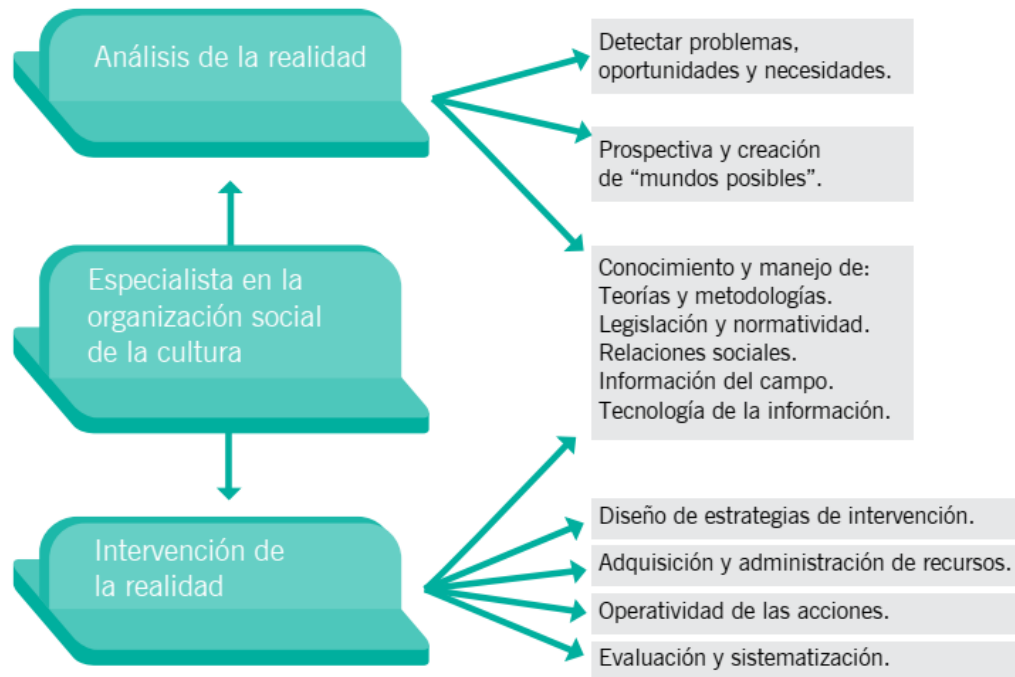 Análisis de la realidad
Detectar problemas,
oportunidades y necesidades.
Prospectiva y creación
de “mundos posibles”.
Especialista en la
organización social
de la cultura
Conocimiento y manejo de:
Teorías y metodologías.
Legislación y normatividad.
Relaciones sociales.
Información del campo.
Tecnología de la información.
Intervención de
la realidad
Diseño de estrategias de intervención.
Adquisición y administración de recursos.
Operatividad de las acciones.
Evaluación y sistematización.